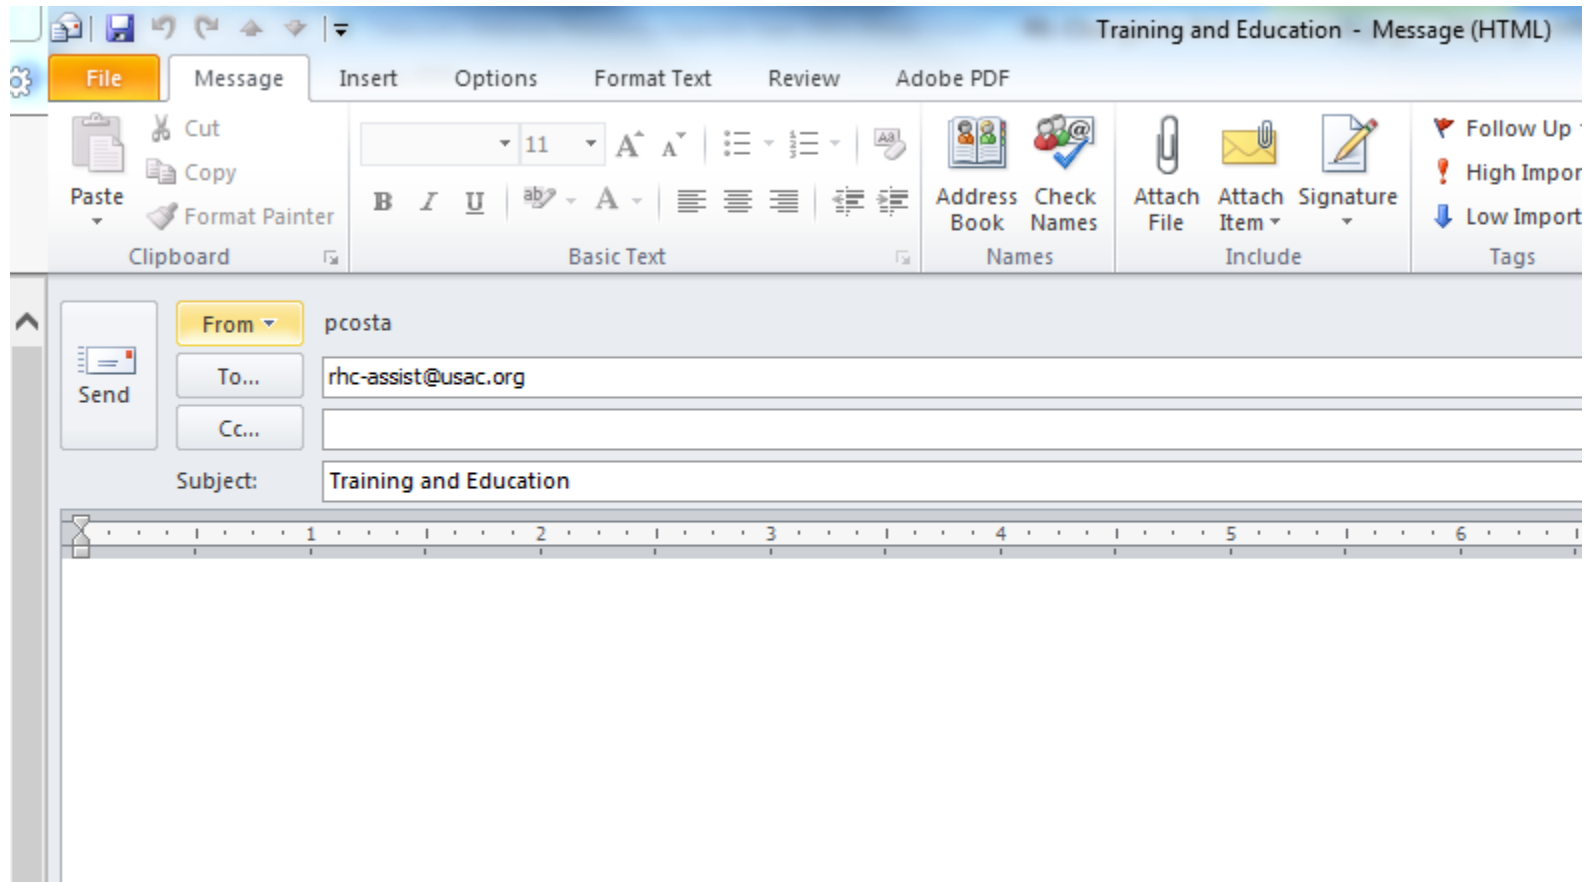 Training and Education - Message (HTML)
File Message Insert Options Format Text Review Adobe PDF
Cut
Copy
Format Painter
Paste
Clipboard
11
A A
B I U ab A
Basic Text
Address Book
Check Names
Names
Attach File
Attach Item
Signature
Include
Follow Up
High Impor
Low Import
Tags
Send
From pcosta
To... rhc-assist@usac.org
Cc...
Subject: Training and Education
1 2 3 4 5 6